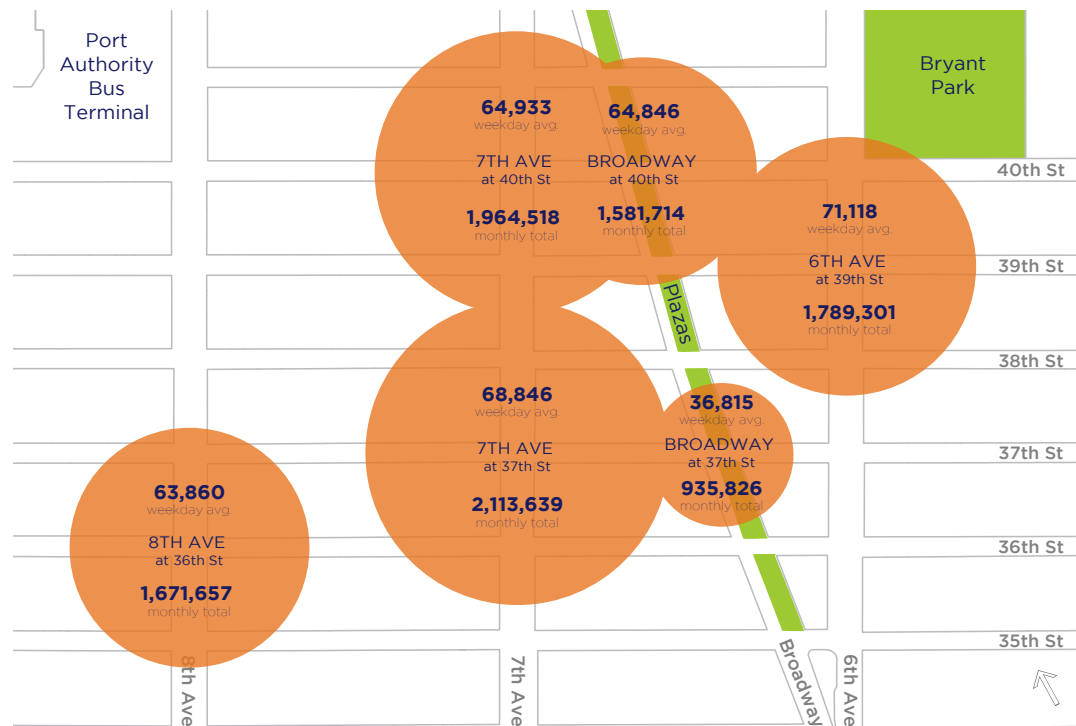 Port
Authority
Bus
Terminal
Bryant
Park
64,933
weekday avg.
7TH AVE
at 40th St
1,964,518
monthly total
64,846
weekday avg.
BROADWAY
at 40th St
1,581,714
monthly total
71,118
weekday avg.
6TH AVE
at 39th St
1,789,301
monthly total
40th St
39th St
Plazas
38th St
68,846
weekday avg.
7TH AVE
at 37th St
2,113,639
monthly total
36,815
weekday avg.
BROADWAY
at 37th St
935,826
monthly total
37th St
63,860
weekday avg.
8TH AVE
at 36th St
1,671,657
monthly total
36th St
35th St
8th Ave
7th Ave
Broadway
6th Ave